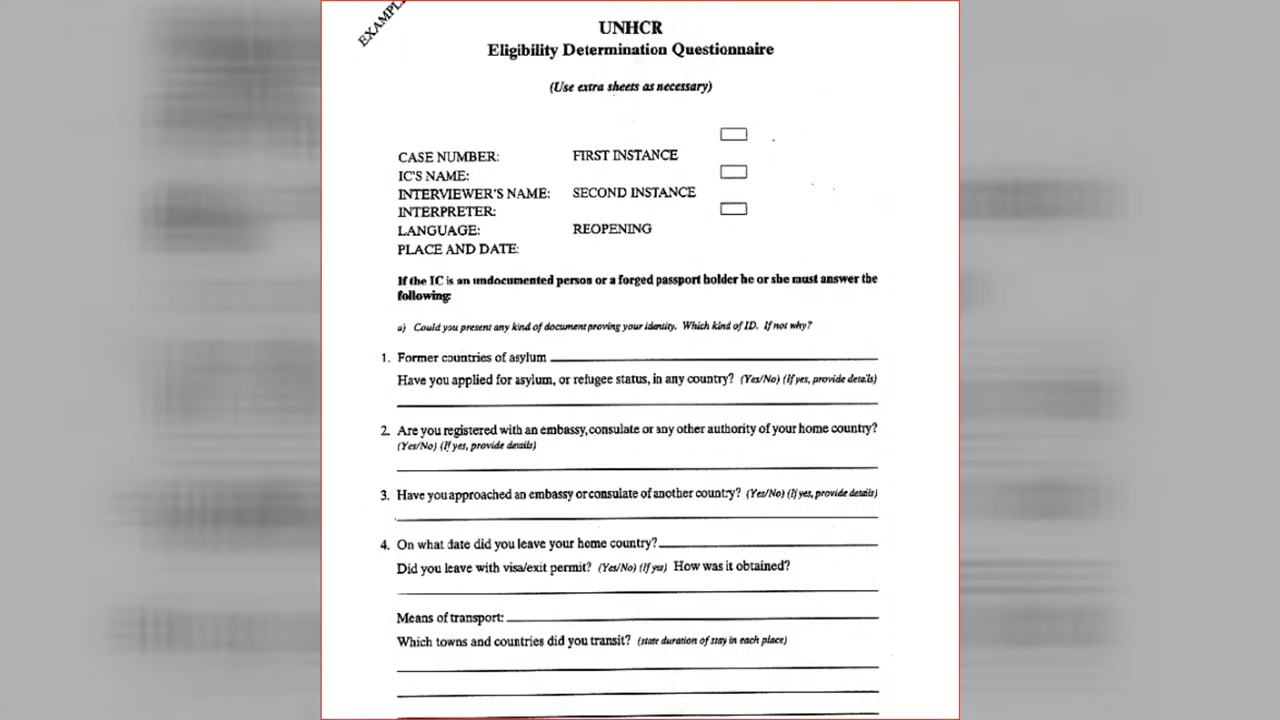 EXAMPLE
UNHCR
Eligibility Determination Questionnaire
(Use extra sheets as necessary)
CASE NUMBER: FIRST INSTANCE
IC'S NAME:
INTERVIEWER'S NAME: SECOND INSTANCE
INTERPRETER:
LANGUAGE: REOPENING
PLACE AND DATE:
If the IC is an undocumented person or a forged passport holder he or she must answer the
following:
a) Could you present any kind of document proving your identity. Which kind of ID. If not why?
1. Former countries of asylum
Have you applied for asylum, or refugee status, in any country? (Yes/No) (If yes, provide details)
2. Are you registered with an embassy, consulate or any other authority of your home country?
(Yes/No) (If yes, provide details)
3. Have you approached an embassy or consulate of another country? (Yes/No) (If yes, provide details)
4. On what date did you leave your home country?
Did you leave with visa/exit permit? (Yes/No) (If yes) How was it obtained?
Means of transport:
Which towns and countries did you transit? (state duration of stay in each place)